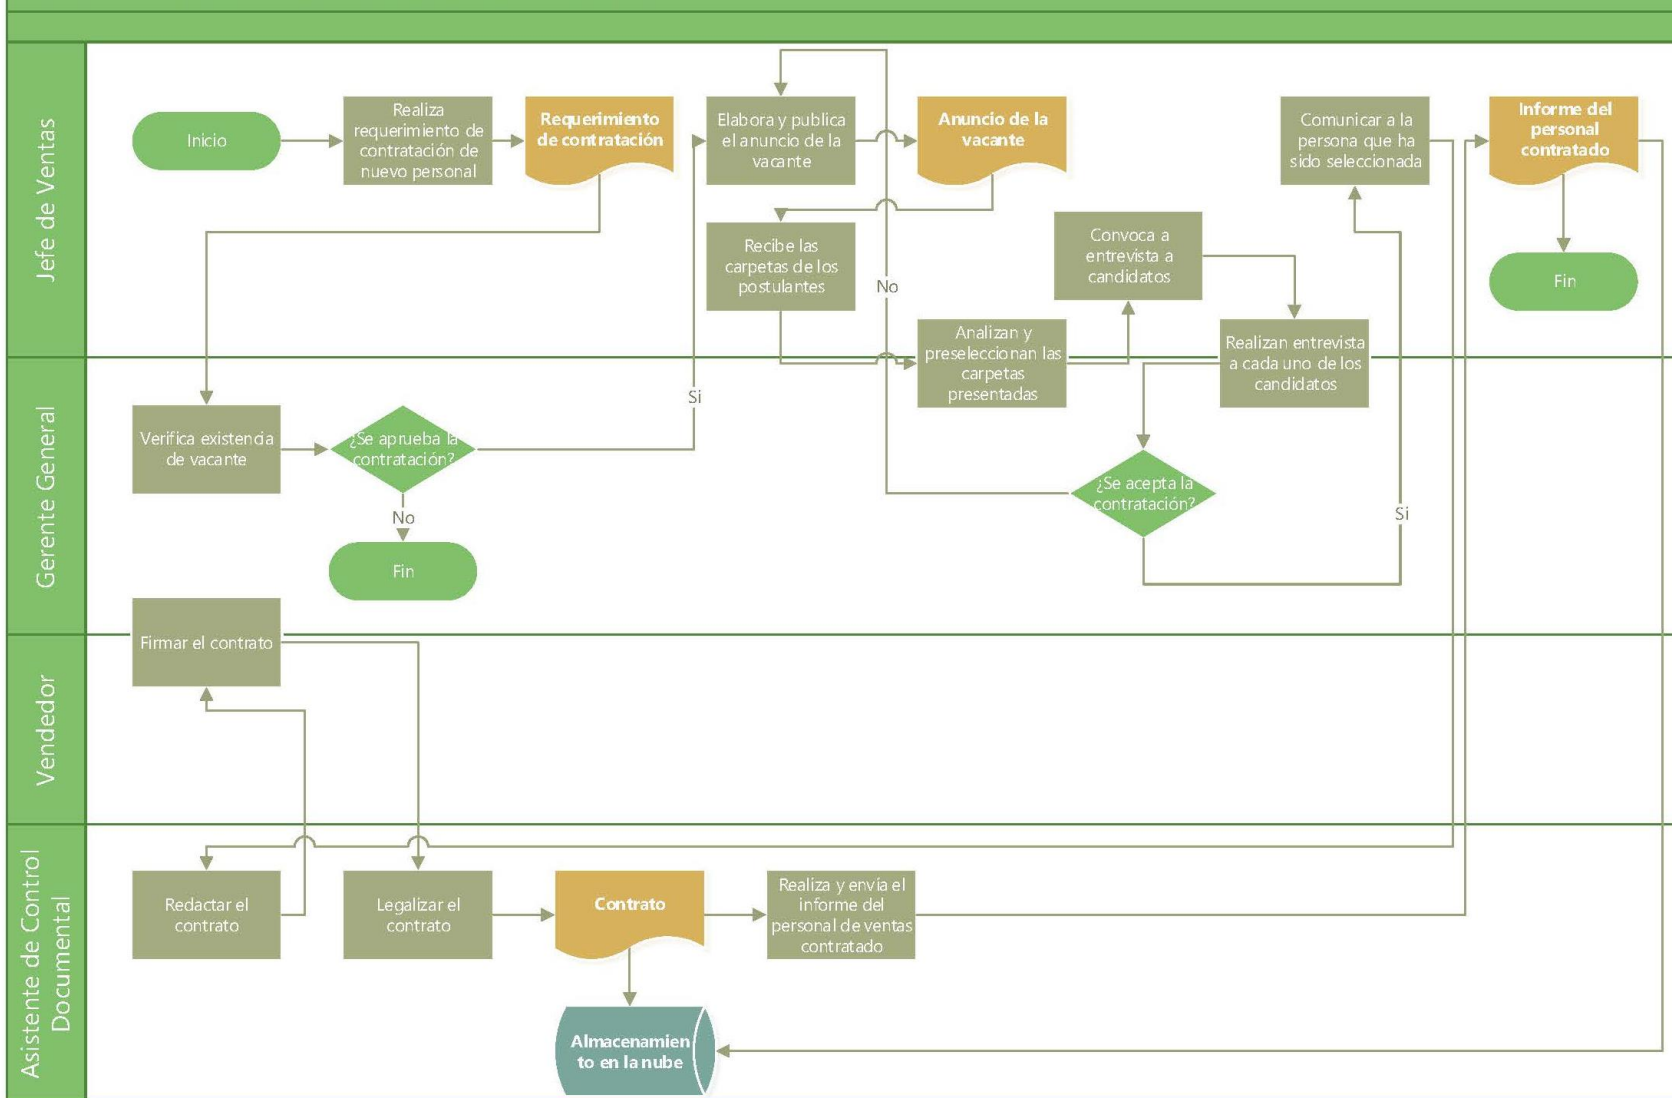 Jefe de Ventas
Inicio
Realiza
requerimiento de
contratación de
nuevo personal
Requerimiento
de contratación
Elabora y publica
el anuncio de la
vacante
Anuncio de la
vacante
Recibe las
carpetas de los
postulantes
No
Analizan y
preseleccionan las
carpetas
presentadas
Convoca a
entrevista a
candidatos
Realizan entrevista
a cada uno de los
candidatos
Comunicar a la
persona que ha
sido seleccionada
Informe del
personal
contratado
Fin
Gerente General
Verifica existencia
de vacante
¿Se aprueba la
contratación?
Si
No
Fin
¿Se acepta la
contratación?
Si
Vendedor
Firmar el contrato
Asistente de Control
Documental
Redactar el
contrato
Legalizar el
contrato
Contrato
Realiza y envia el
informe del
personal de ventas
contratado
Almacenamien
to en la nube